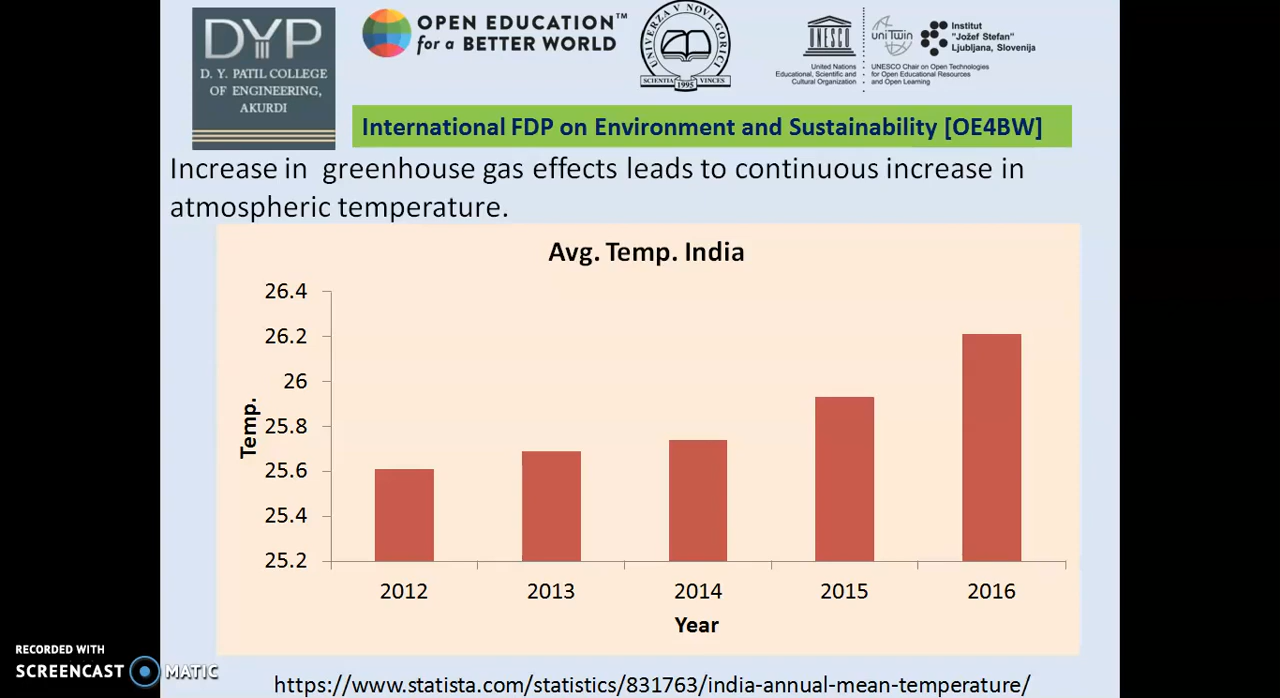 DYP
D. Y. PATIL COLLEGE
OF ENGINEERING,
AKURDI
OPEN EDUCATION™
for a BETTER WORLD
UNIVERZA V NOVI GORICI
SCIENTIA VINCES
1995
UNESCO
United Nations
Educational, Scientific and
Cultural Organization
uniTwin
Institut
"Jožef Stefan"
Ljubljana, Slovenija
UNESCO Chair on Open Technologies
for Open Educational Resources
and Open Learning
International FDP on Environment and Sustainability [OE4BW]
Increase in greenhouse gas effects leads to continuous increase in
atmospheric temperature.
Avg. Temp. India
Temp.
26.4
26.2
26
25.8
25.6
25.4
25.2
2012 2013 2014 2015 2016
Year
RECORDED WITH
SCREENCAST MATIC
https://www.statista.com/statistics/831763/india-annual-mean-temperature/